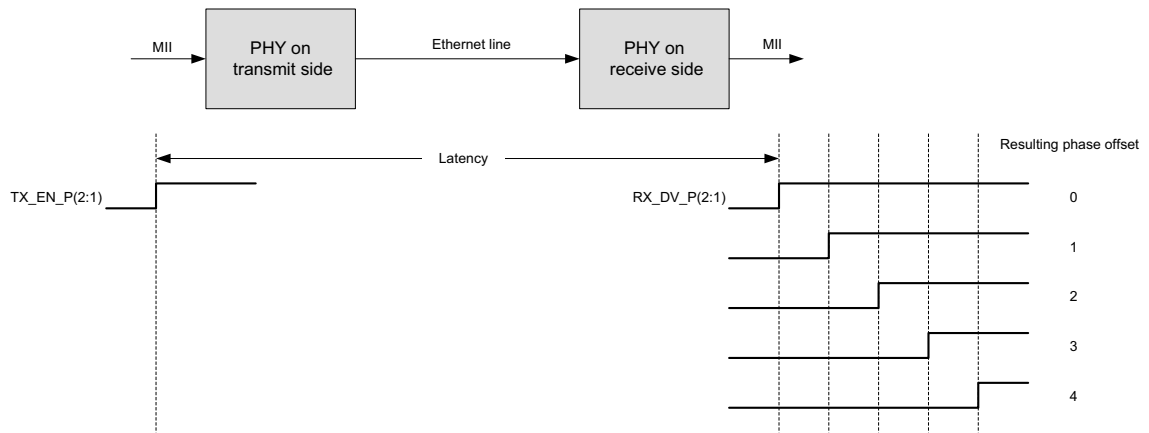 MII
PHY on
transmit side
Ethernet line
PHY on
receive side
MII
Latency
Resulting phase offset
TX_EN_P(2:1)
RX_DV_P(2:1)
0
1
2
3
4